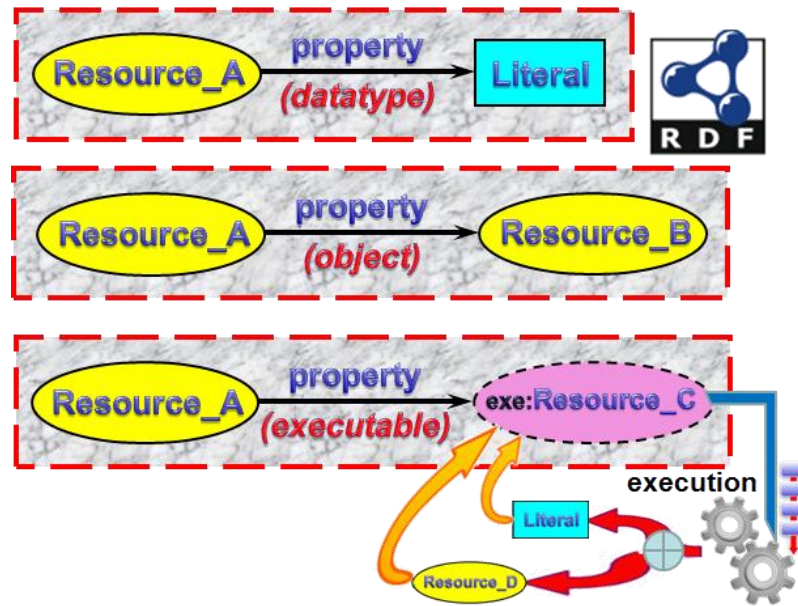 property
Resource_A
Literal
(datatype)
RDF
property
Resource_A
Resource_B
(object)
property
Resource_A
exe:Resource_C
(executable)
execution
Literal
Resource_D